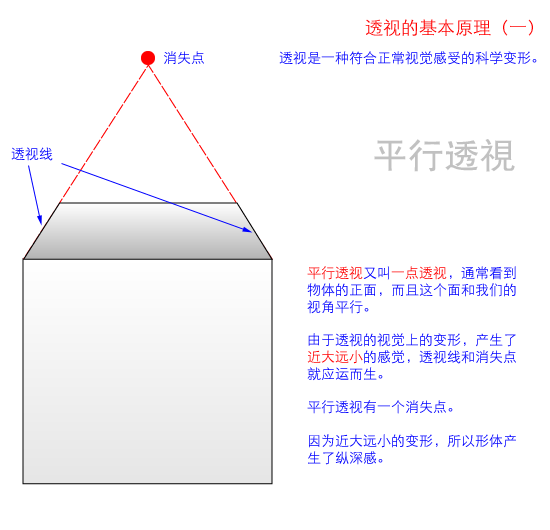 透视的基本原理（一）
消失点
透视是一种符合正常视觉感受的科学变形。
透视线
平行透視
平行透视又叫一点透视，通常看到
物体的正面，而且这个面和我们的
视角平行。
由于透视的视觉上的变形，产生了
近大远小的感觉，透视线和消失点
就应运而生。
平行透视有一个消失点。
因为近大远小的变形，所以形体产
生了纵深感。